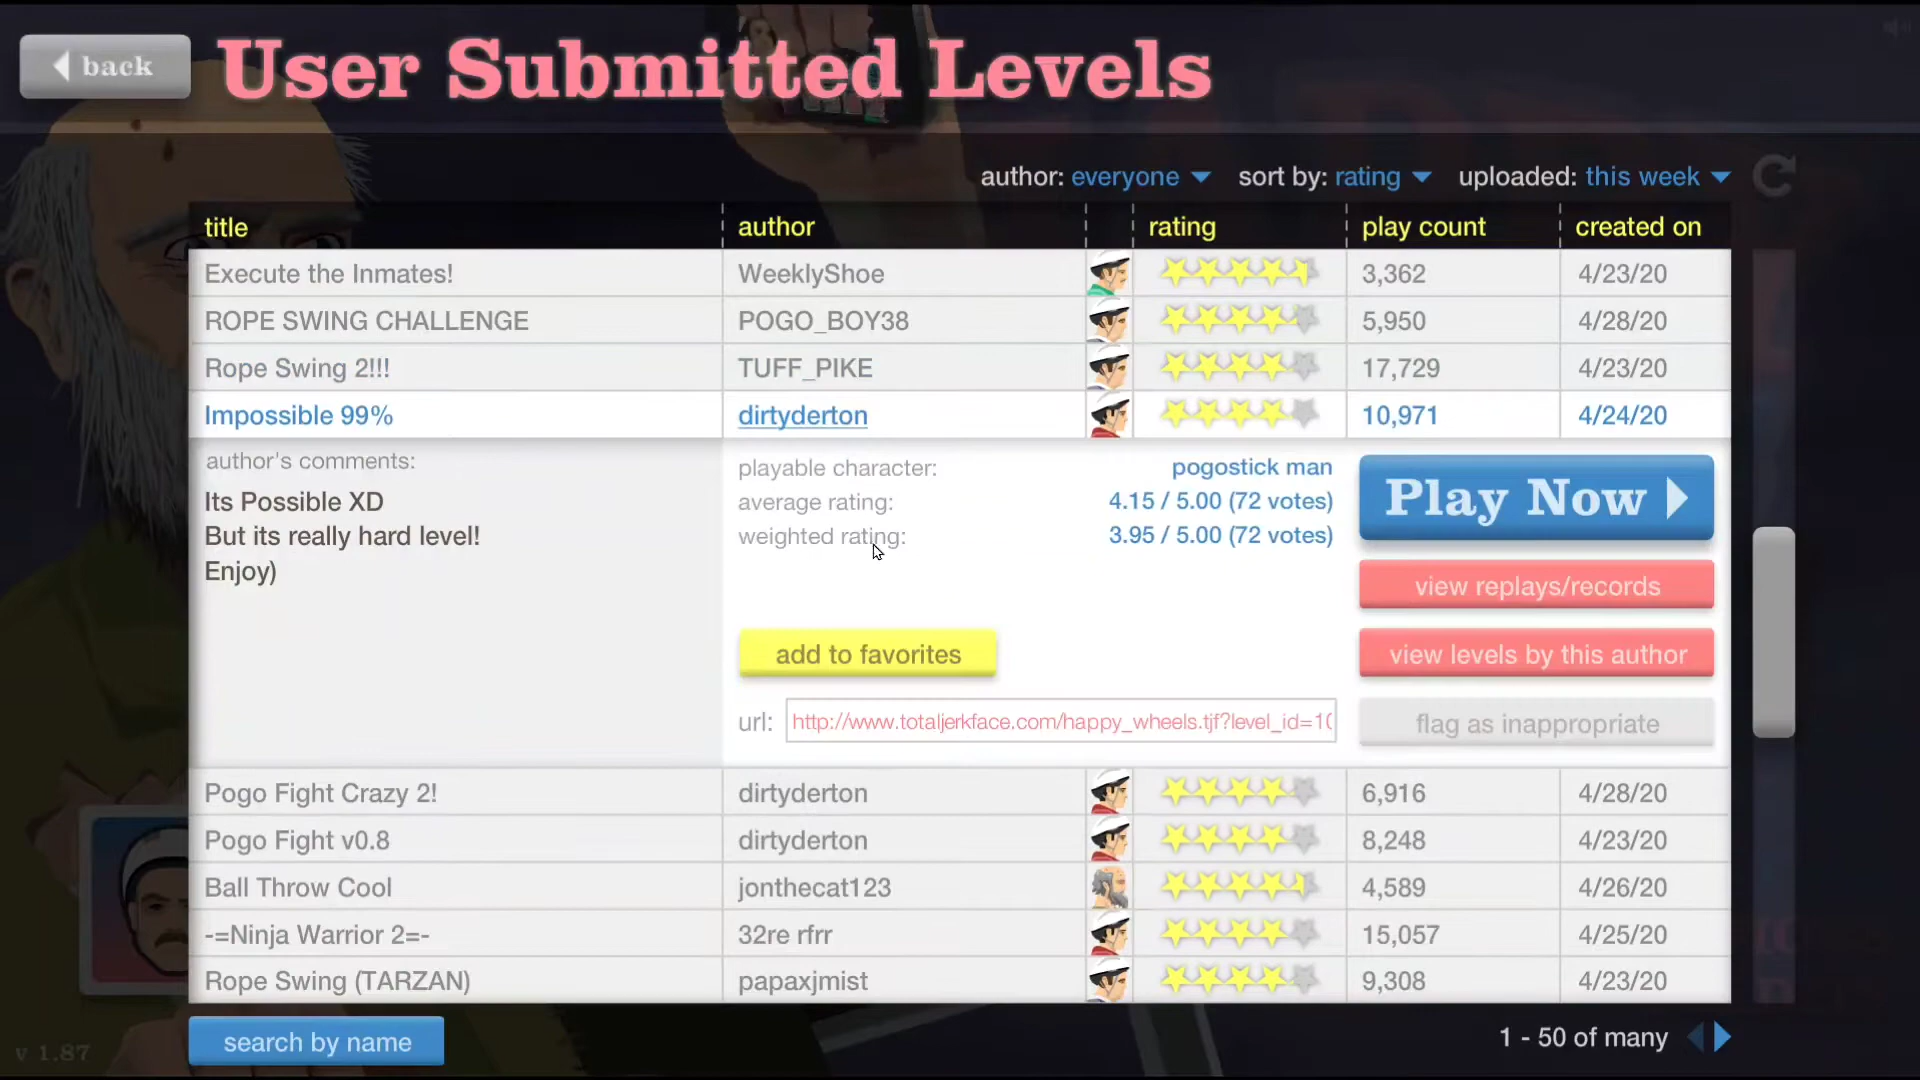 back
User Submitted Levels
author: everyone sort by: rating uploaded: this week
title author rating play count created on
Execute the Inmates! WeeklyShoe 3,362 4/23/20
ROPE SWING CHALLENGE POGO_BOY38 5,950 4/28/20
Rope Swing 2!!! TUFF_PIKE 17,729 4/23/20
Impossible 99% dirtyderton 10,971 4/24/20
author's comments:
Its Possible XD
But its really hard level!
Enjoy)
playable character: pogostick man
average rating: 4.15 / 5.00 (72 votes)
weighted rating: 3.95 / 5.00 (72 votes)
add to favorites
url: http://www.totaljerkface.com/happy_wheels.tjf?level_id=10
Play Now
view replays/records
view levels by this author
flag as inappropriate
Pogo Fight Crazy 2! dirtyderton 6,916 4/28/20
Pogo Fight v0.8 dirtyderton 8,248 4/23/20
Ball Throw Cool jonthecat123 4,589 4/26/20
-=Ninja Warrior 2=- 32re rfrr 15,057 4/25/20
Rope Swing (TARZAN) papaxjmist 9,308 4/23/20
search by name
1 - 50 of many
v 1.87